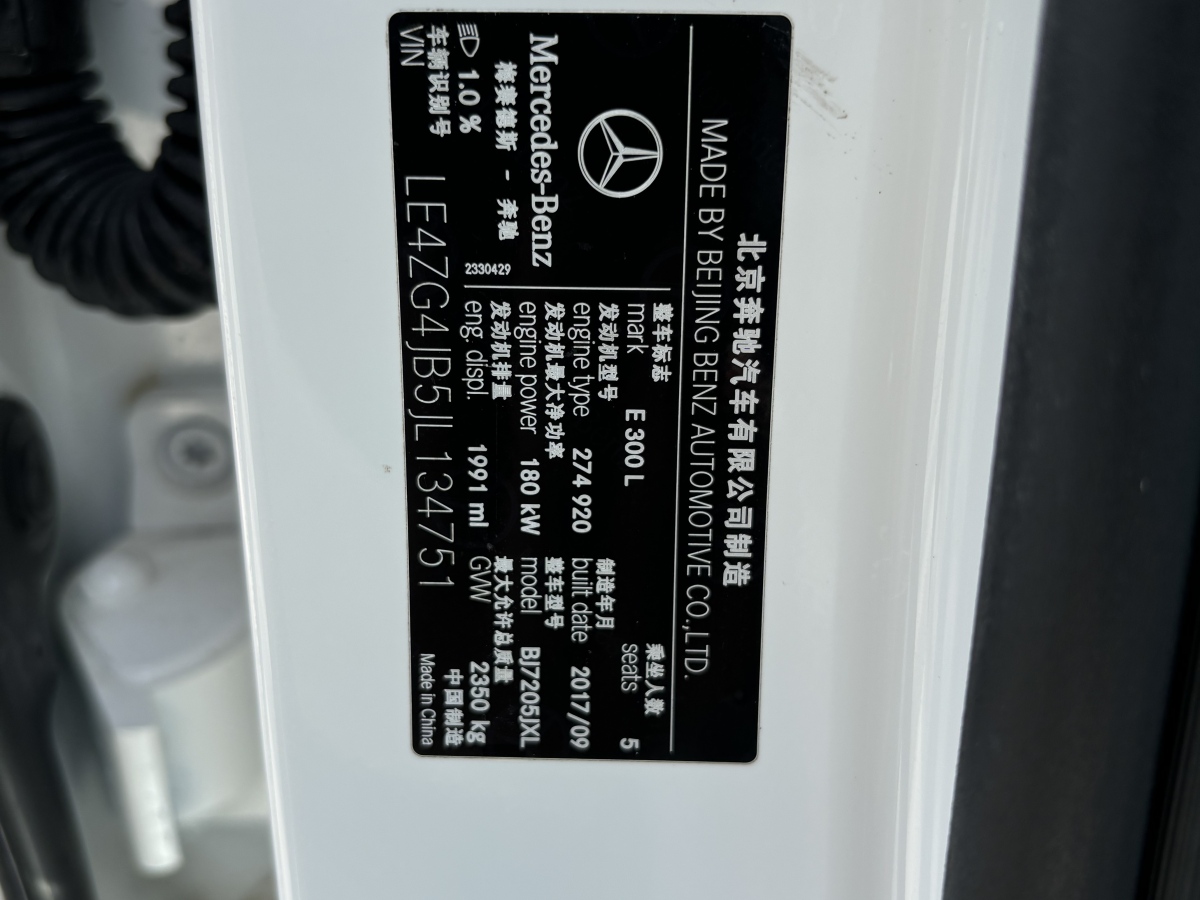 北京奔驰汽车有限公司制造
MADE BY BEIJING BENZ AUTOMOTIVE CO.,LTD.
Mercedes-Benz
梅赛德斯 - 奔驰
1.0 %
2330429
整车标志
mark E 300 L
乘坐人数
seats 5
发动机型号
engine type 274 920
制造年月
built date 2017/09
发动机最大净功率
engine power 180 kW
整车型号
model BJ7205JXL
发动机排量
eng. displ. 1991 ml
最大允许总质量
GVW 2350 kg
车辆识别号
VIN LE4ZG4JB5JL134751
中国制造
Made in China